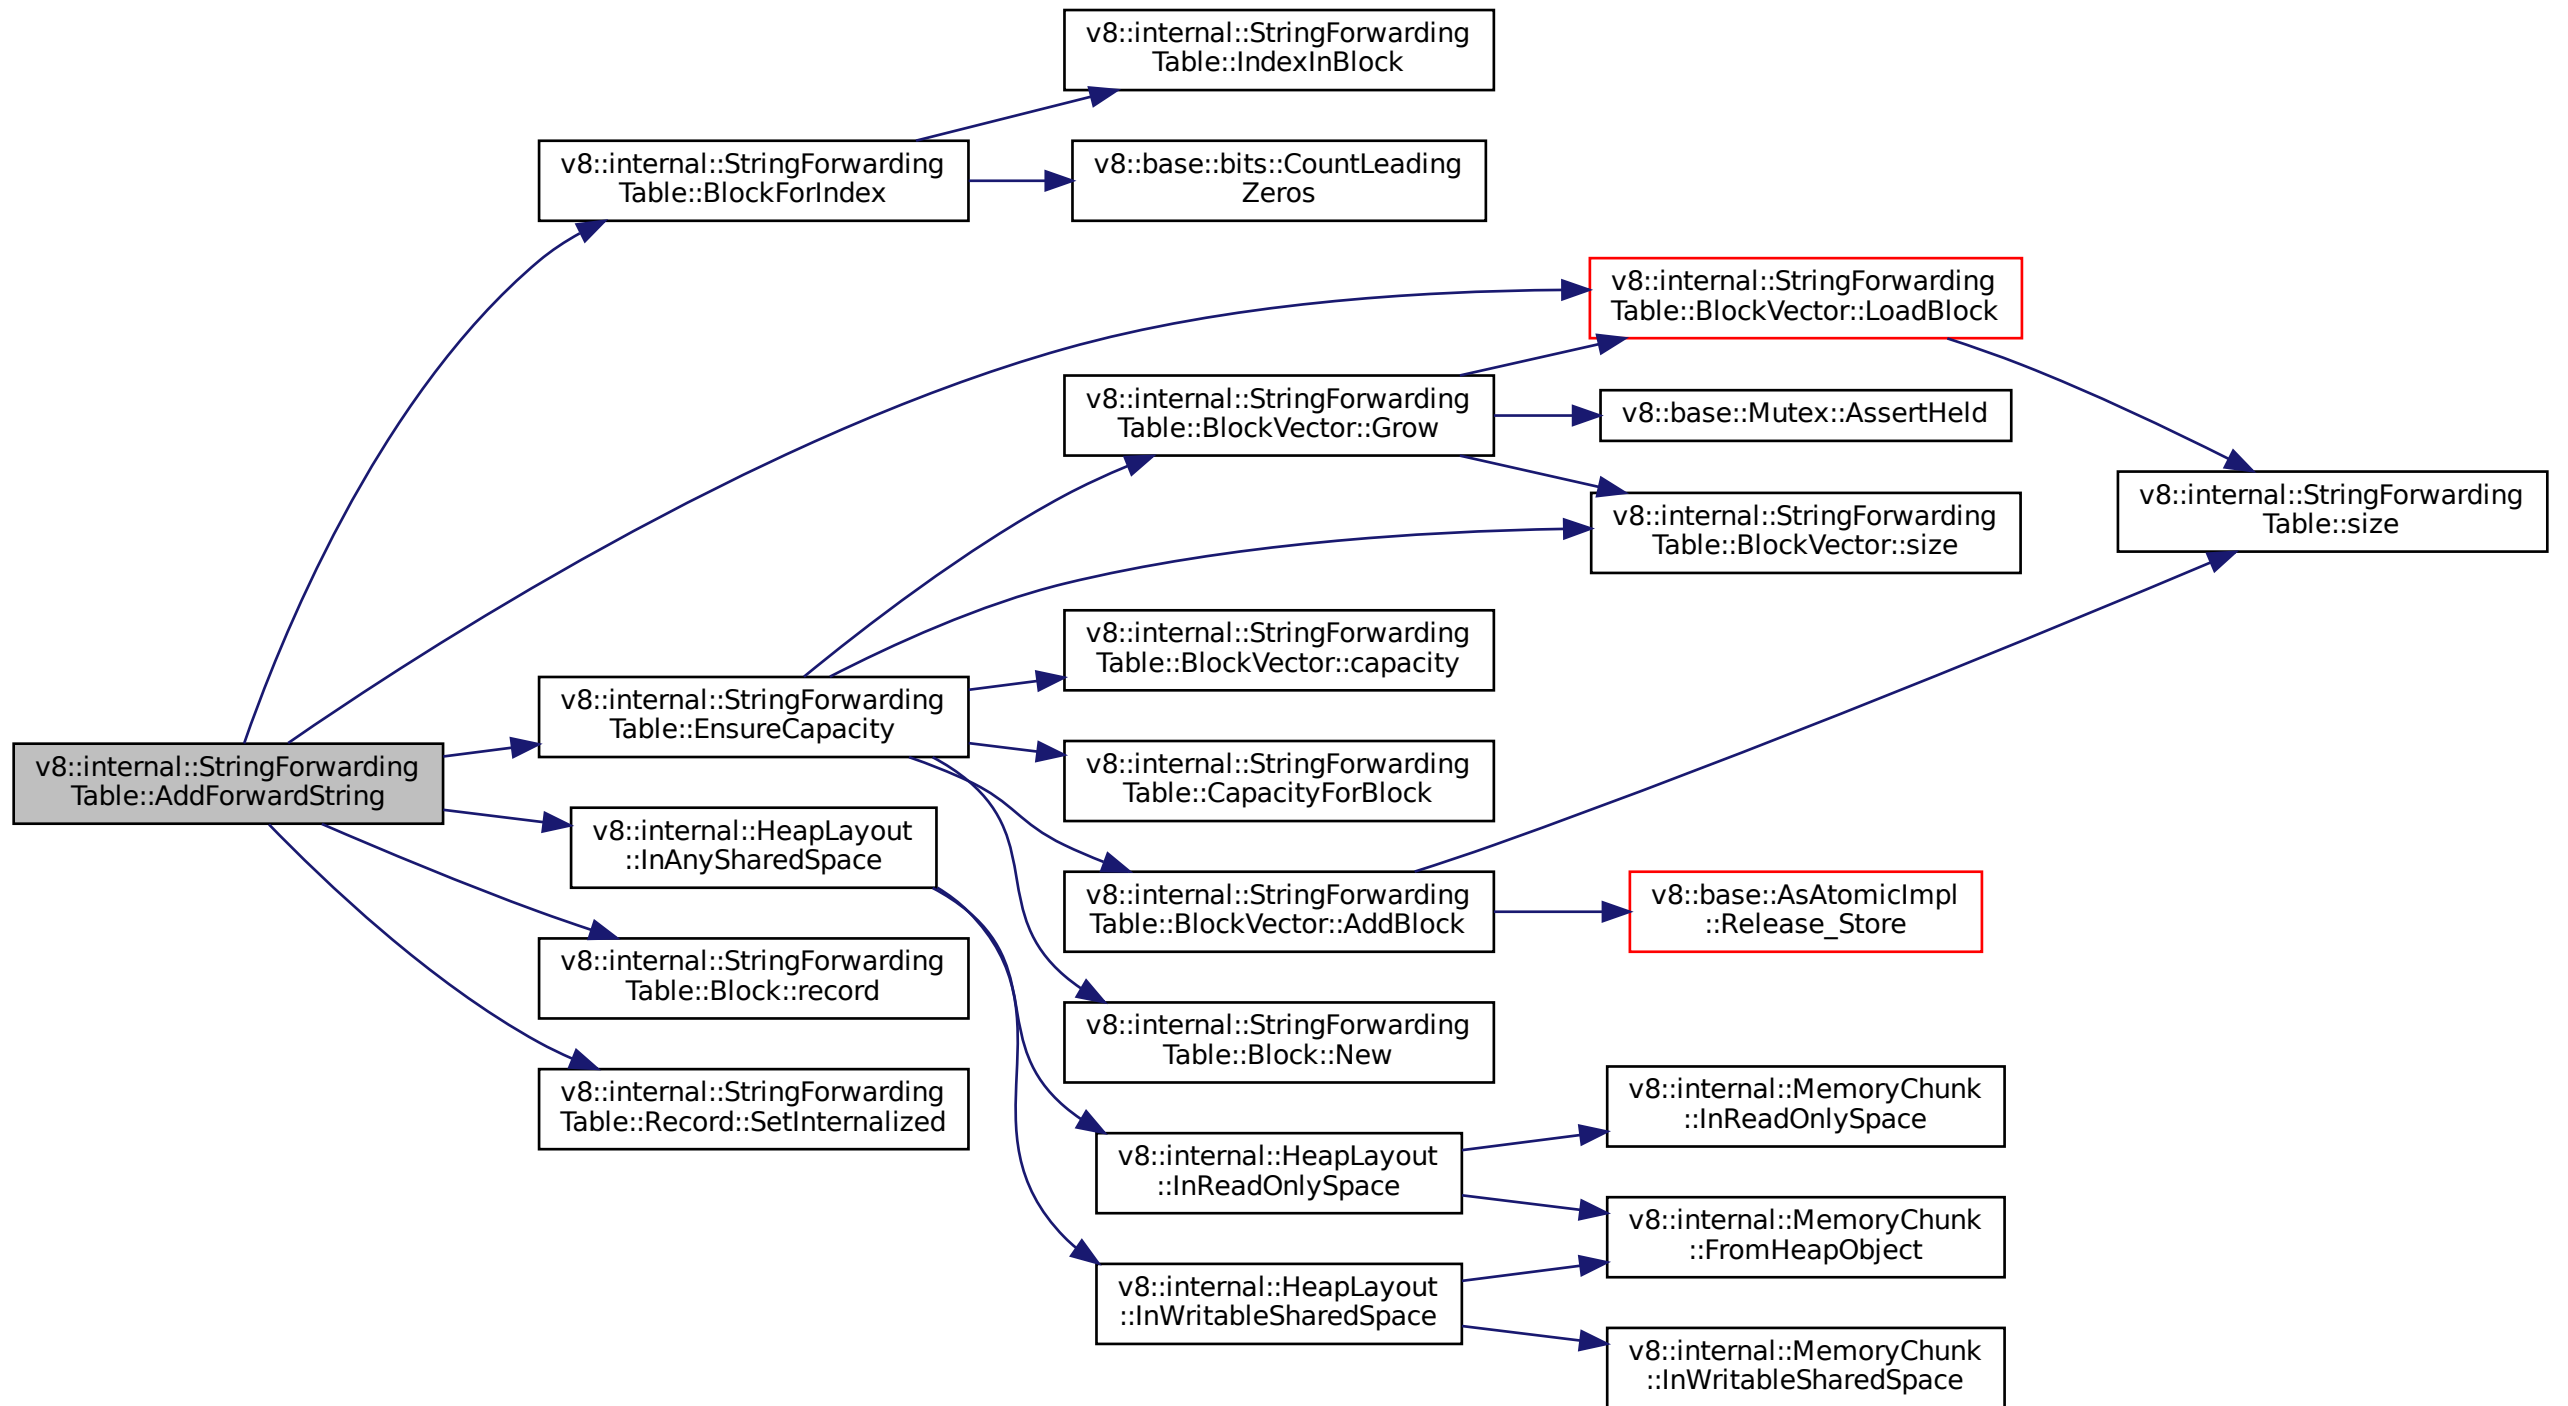 v8::internal::StringForwarding
Table::IndexInBlock
v8::internal::StringForwarding
Table::BlockForIndex
v8::base::bits::CountLeading
Zeros
v8::internal::StringForwarding
Table::BlockVector::LoadBlock
v8::internal::StringForwarding
Table::BlockVector::Grow
v8::base::Mutex::AssertHeld
v8::internal::StringForwarding
Table::size
v8::internal::StringForwarding
Table::BlockVector::size
v8::internal::StringForwarding
Table::BlockVector::capacity
v8::internal::StringForwarding
Table::EnsureCapacity
v8::internal::StringForwarding
Table::AddForwardString
v8::internal::StringForwarding
Table::CapacityForBlock
v8::internal::HeapLayout
::InAnySharedSpace
v8::internal::StringForwarding
Table::BlockVector::AddBlock
v8::base::AsAtomicImpl
::Release_Store
v8::internal::StringForwarding
Table::Block::record
v8::internal::StringForwarding
Table::Block::New
v8::internal::StringForwarding
Table::Record::SetInternalized
v8::internal::MemoryChunk
::InReadOnlySpace
v8::internal::HeapLayout
::InReadOnlySpace
v8::internal::MemoryChunk
::FromHeapObject
v8::internal::HeapLayout
::InWritableSharedSpace
v8::internal::MemoryChunk
::InWritableSharedSpace